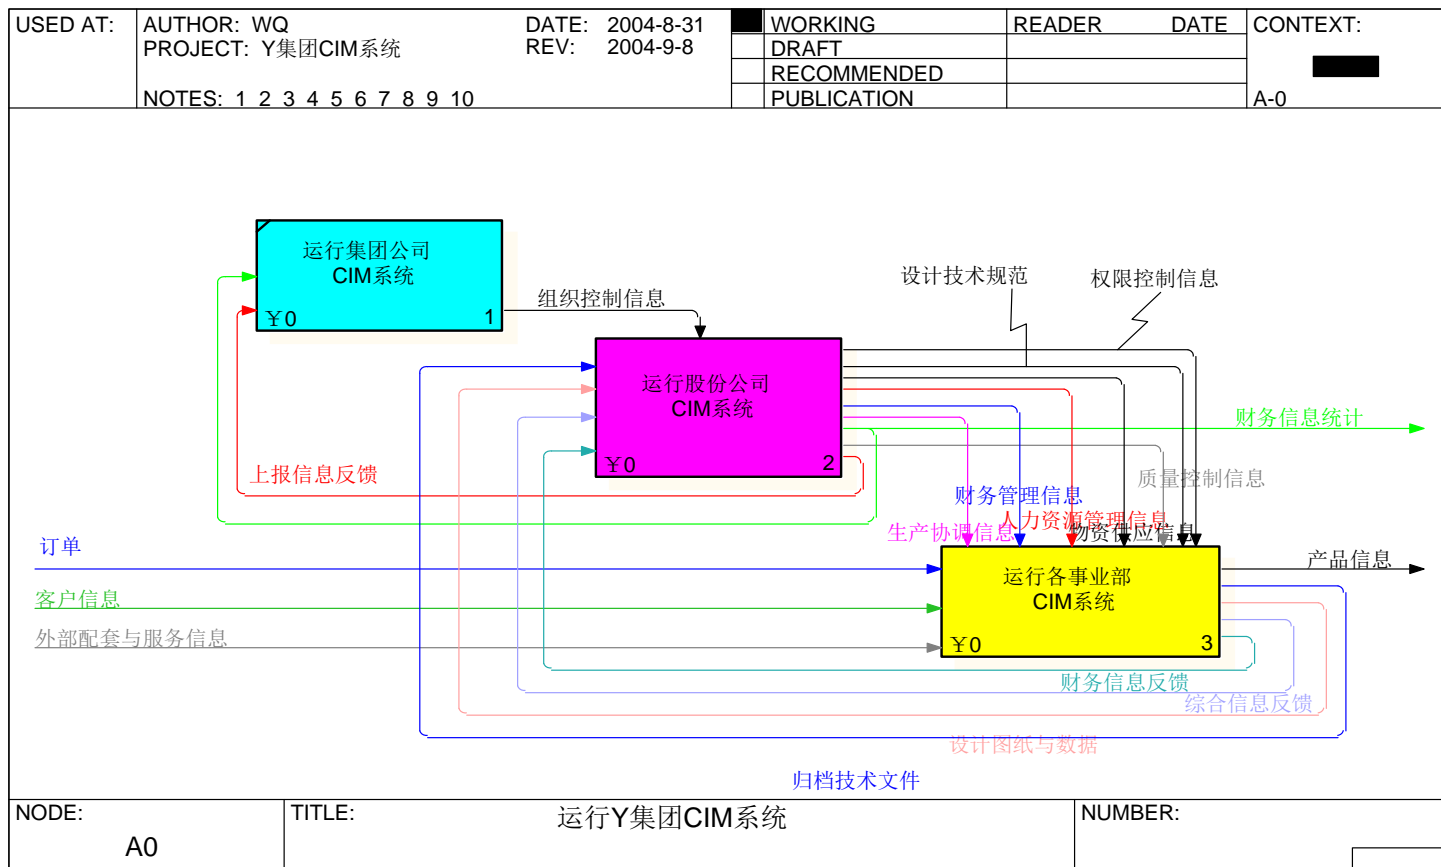 USED AT:
AUTHOR: WQ
DATE: 2004-8-31
PROJECT: Y集团CIM系统
REV: 2004-9-8
NOTES: 1 2 3 4 5 6 7 8 9 10
WORKING
DRAFT
RECOMMENDED
PUBLICATION
READER
DATE
CONTEXT:
A-0
运行集团公司
CIM系统
¥0
1
组织控制信息
设计技术规范
权限控制信息
运行股份公司
CIM系统
¥0
2
财务信息统计
上报信息反馈
质量控制信息
财务管理信息
人力资源管理信息
生产协调信息
物资供应信息
订单
产品信息
运行各事业部
CIM系统
¥0
3
客户信息
外部配套与服务信息
财务信息反馈
综合信息反馈
设计图纸与数据
归档技术文件
NODE:
A0
TITLE:
运行Y集团CIM系统
NUMBER: